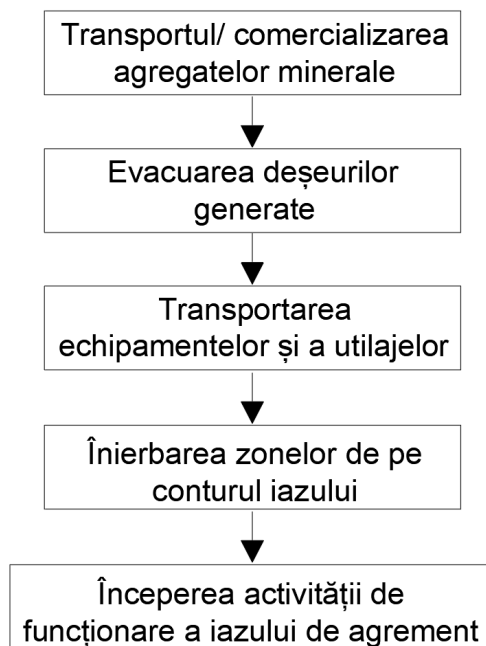 Transportul/ comercializarea
agregatelor minerale
Evacuarea deșeurilor
generate
Transportarea
echipamentelor și a utilajelor
Înierbarea zonelor de pe
conturul iazului
Începerea activității de
funcționare a iazului de agrement